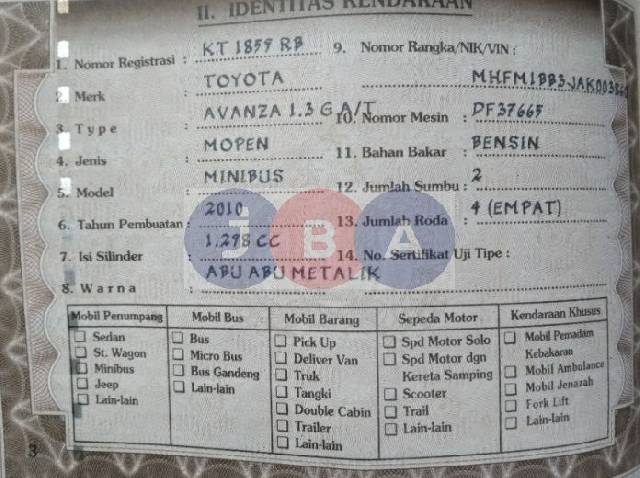 II. IDENTITAS KENDARAAN
1. Nomor Registrasi : KT 1859 RB
2. Merk TOYOTA
3. Type AVANZA 1.3 G A/T
4. Jenis MOPEN
5. Model MINIBUS
6. Tahun Pembuatan : 2010
7. Isi Silinder : 1.298 CC
8. Warna : ABU ABU METALIK
9. Nomor Rangka/NIK/VIN :
10. Nomor Mesin : DF37665
11. Bahan Bakar : BENSIN
12. Jumlah Sumbu : 2
13. Jumlah Roda : 4 (EMPAT)
14. No. Sertifikat Uji Tipe :
JBA
Mobil Penumpang
Sedan
St. Wagon
Minibus
Jeep
Lain-lain
Mobil Bus
Bus
Micro Bus
Bus Gandeng
Lain-lain
Mobil Barang
Pick Up
Deliver Van
Truk
Tangki
Double Cabin
Trailer
Lain-lain
Sepeda Motor
Spd Motor Solo
Spd Motor dgn
Kereta Samping
Scooter
Trail
Lain-lain
Kendaraan Khusus
Mobil Pemadam
Kebakaran
Mobil Ambulance
Mobil Jenazah
Fork Lift
Lain-lain
3